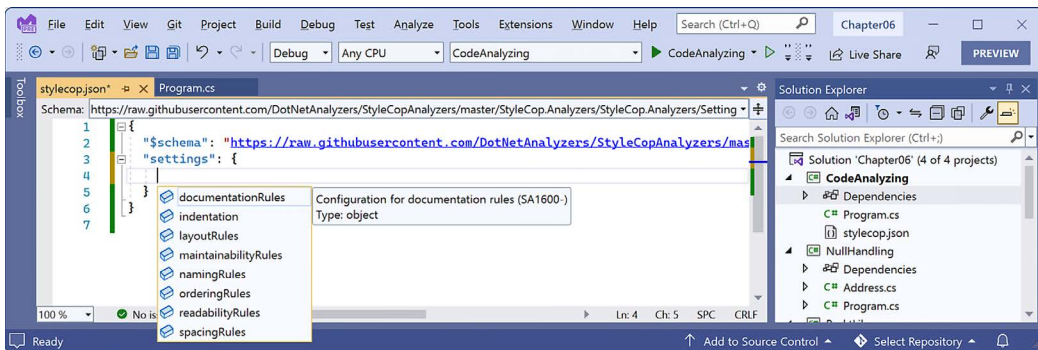 File Edit View Git Project Build Debug Test Analyze Tools Extensions Window Help Search (Ctrl+Q) Chapter06
Debug Any CPU CodeAnalyzing CodeAnalyzing Live Share PREVIEW
Toolbox
stylecop.json* Program.cs
Schema: https://raw.githubusercontent.com/DotNetAnalyzers/StyleCopAnalyzers/master/StyleCop.Analyzers/StyleCop.Analyzers/Setting
1 {
2 "$schema": "https://raw.githubusercontent.com/DotNetAnalyzers/StyleCopAnalyzers/mas
3 "settings": {
4
5 }
6 }
7
documentationRules
indentation
layoutRules
maintainabilityRules
namingRules
orderingRules
readabilityRules
spacingRules
Configuration for documentation rules (SA1600-)
Type: object
100 % No is Ln: 4 Ch: 5 SPC CRLF
Solution Explorer
Search Solution Explorer (Ctrl+;)
Solution 'Chapter06' (4 of 4 projects)
C# CodeAnalyzing
Dependencies
C# Program.cs
stylecop.json
C# NullHandling
Dependencies
C# Address.cs
C# Program.cs
Ready Add to Source Control Select Repository